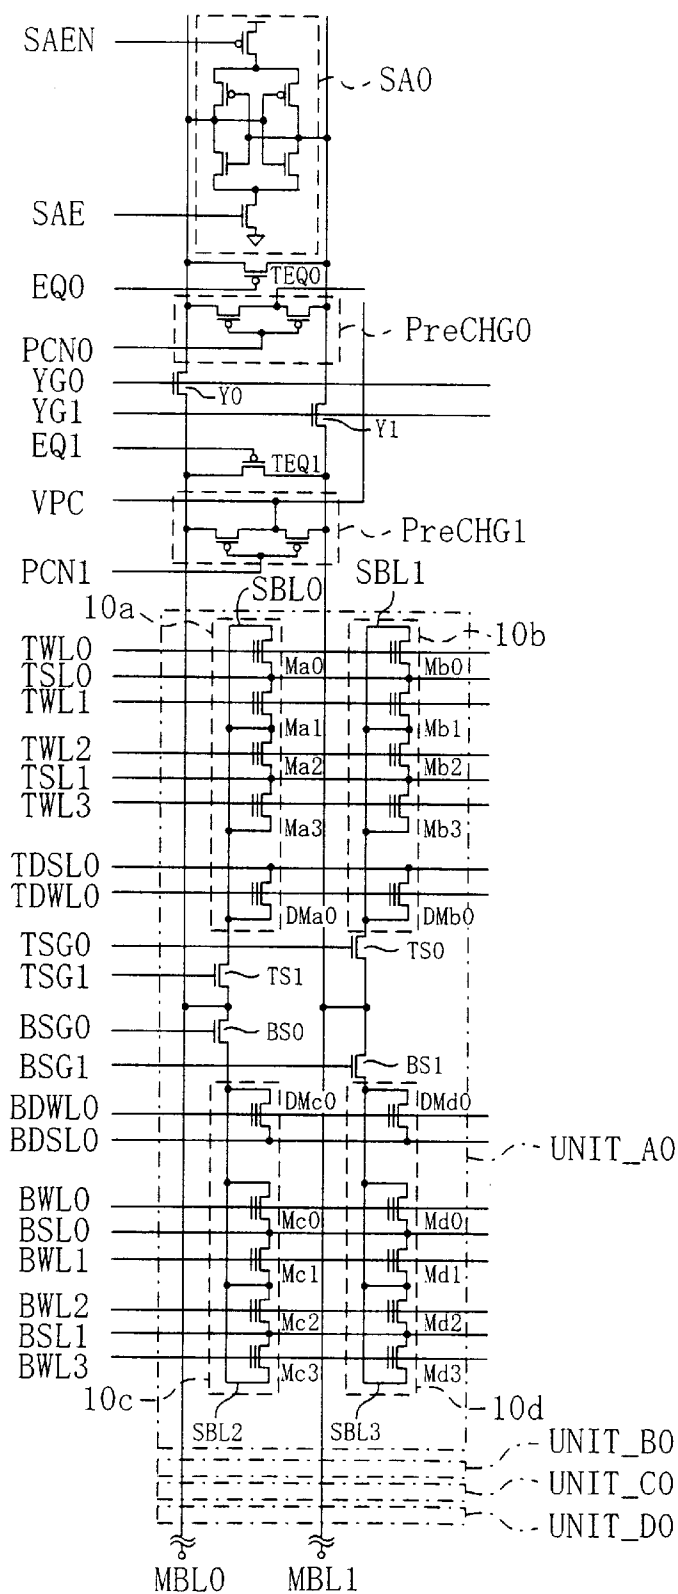 SAEN
SA0
SAE
TEQ0
EQ0
PreCHG0
PCN0
YG0
Y0
YG1
Y1
EQ1
TEQ1
VPC
PreCHG1
PCN1
SBL0
SBL1
10a
10b
TWL0
Ma0
Mb0
TSL0
TWL1
Ma1
Mb1
TWL2
Ma2
Mb2
TSL1
TWL3
Ma3
Mb3
TDSL0
TDWL0
DMa0
DMb0
TSG0
TS0
TSG1
TS1
BSG0
BS0
BSG1
BS1
BDWL0
DMc0
DMd0
BDSL0
UNIT_A0
BWL0
Mc0
Md0
BSL0
BWL1
Mc1
Md1
BWL2
Mc2
Md2
BSL1
BWL3
Mc3
Md3
10c
10d
SBL2
SBL3
UNIT_B0
UNIT_C0
UNIT_D0
MBL0
MBL1